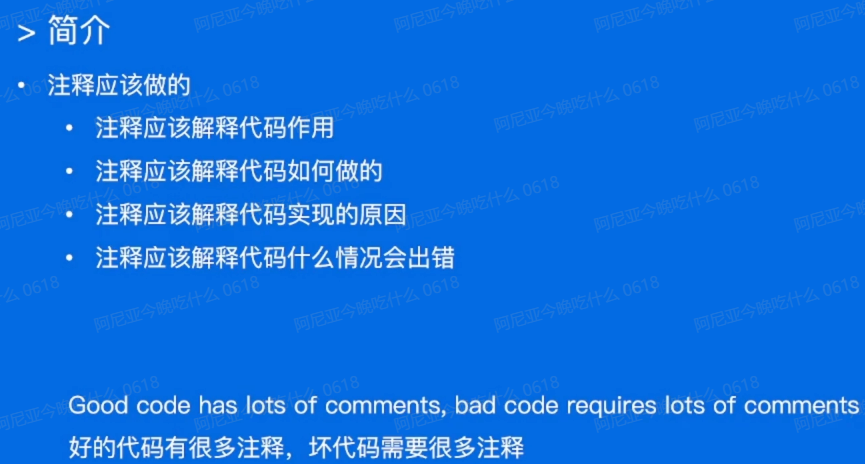 > 简介
• 注释应该做的
• 注释应该解释代码作用
• 注释应该解释代码如何做的
• 注释应该解释代码实现的原因
• 注释应该解释代码什么情况会出错
Good code has lots of comments, bad code requires lots of comments
好的代码有很多注释，坏代码需要很多注释
阿尼亚今晚吃什么 0618